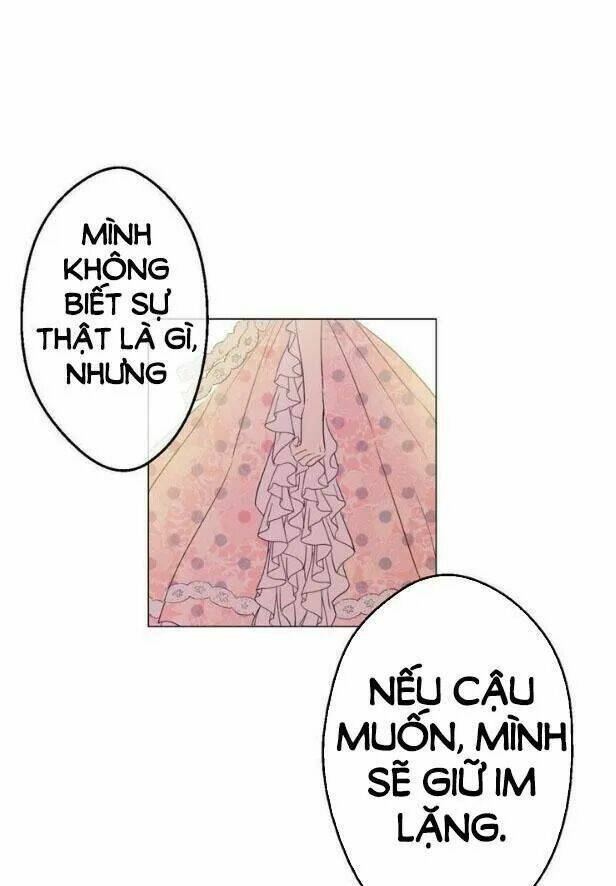 MÌNH
KHÔNG
BIẾT SỰ
THẬT LÀ GÌ,
NHƯNG
NẾU CẬU
MUỐN, MÌNH
SẼ GIỮ IM
LẶNG.